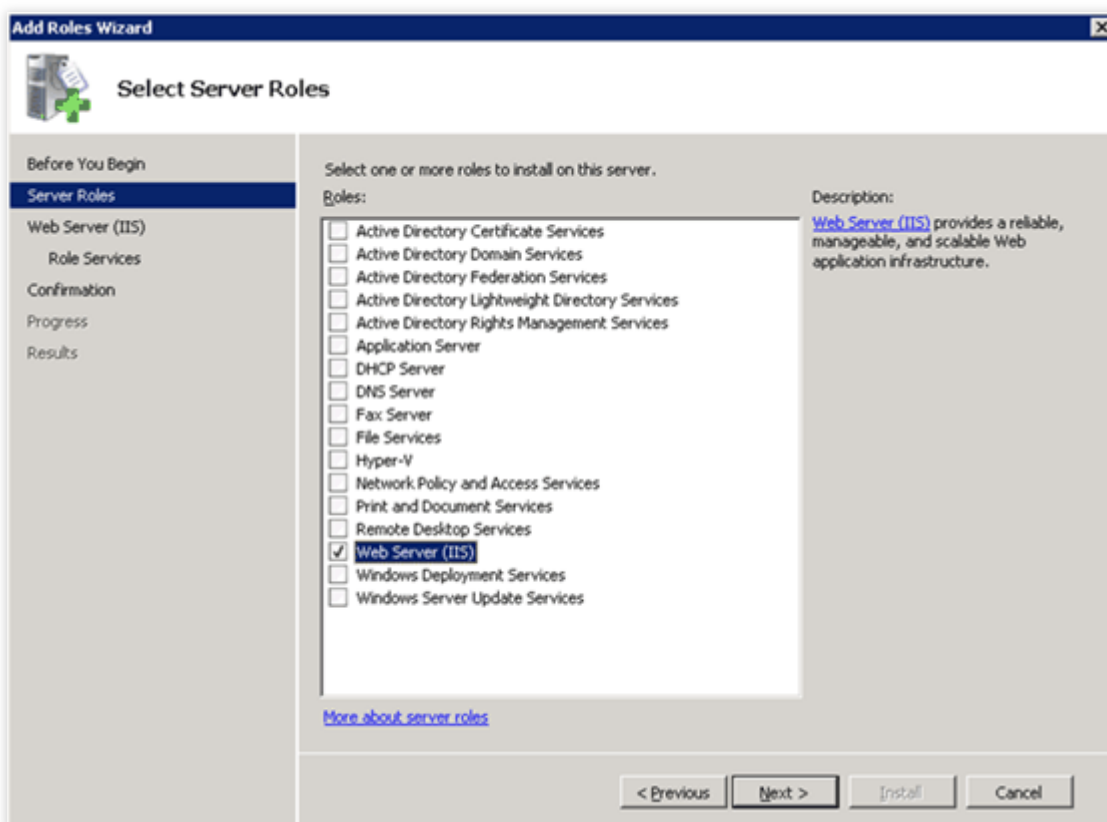 Add Roles Wizard
Select Server Roles
Before You Begin
Server Roles
Web Server (IIS)
Role Services
Confirmation
Progress
Results
Select one or more roles to install on this server.
Roles:
Active Directory Certificate Services
Active Directory Domain Services
Active Directory Federation Services
Active Directory Lightweight Directory Services
Active Directory Rights Management Services
Application Server
DHCP Server
DNS Server
Fax Server
File Services
Hyper-V
Network Policy and Access Services
Print and Document Services
Remote Desktop Services
Web Server (IIS)
Windows Deployment Services
Windows Server Update Services
More about server roles
Description:
Web Server (IIS) provides a reliable,
manageable, and scalable Web
application infrastructure.
< Previous
Next >
Install
Cancel